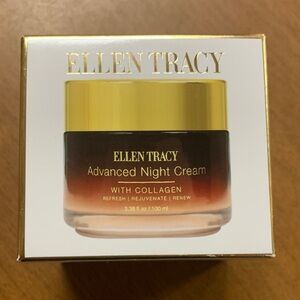 ELLEN TRACY
ELLEN TRACY
Advanced Night Cream
WITH COLLAGEN
REFRESH | REJUVENATE | RENEW
3.38 fl oz / 100 ml